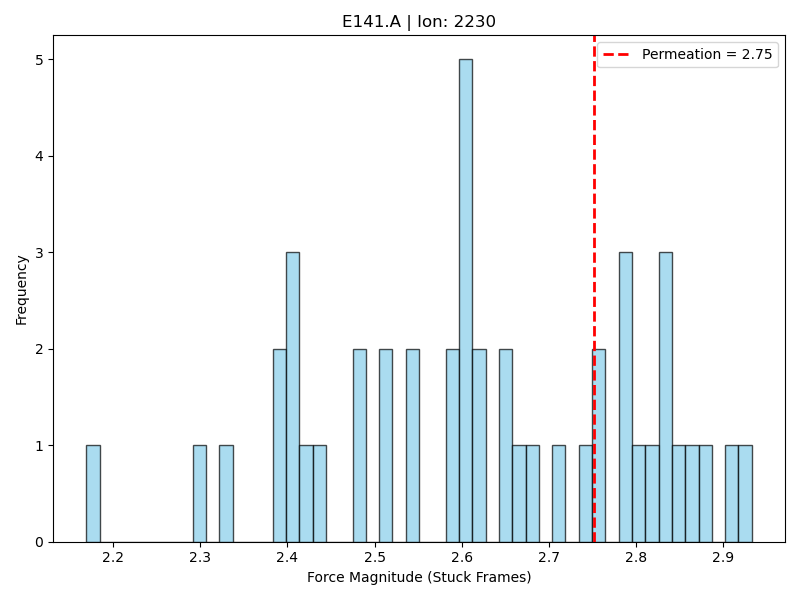 E141.A | Ion: 2230
Permeation = 2.75
Frequency
5
4
3
2
1
0
2.2 2.3 2.4 2.5 2.6 2.7 2.8 2.9
Force Magnitude (Stuck Frames)